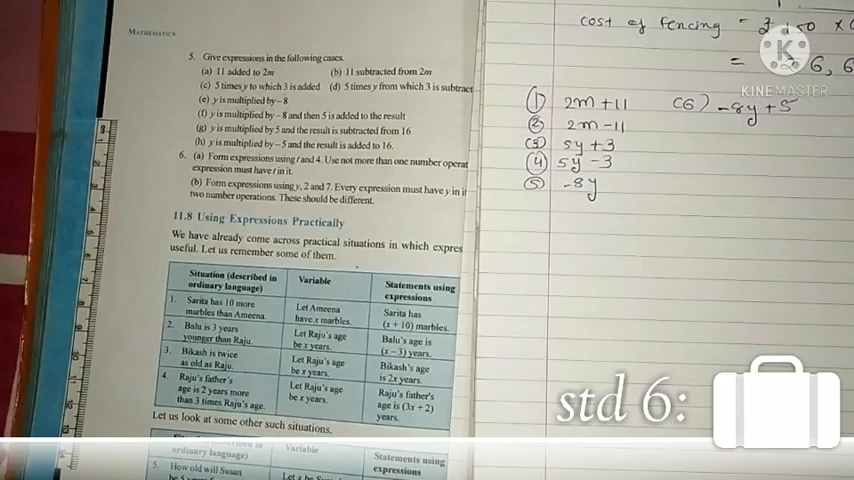 MATHEMATICS
5. Give expressions in the following cases.
(a) 11 added to 2m (b) 11 subtracted from 2m
(c) 5 times y to which 3 is added (d) 5 times y from which 3 is subtract
(e) y is multiplied by – 8
(f) y is multiplied by – 8 and then 5 is added to the result
(g) y is multiplied by 5 and the result is subtracted from 16
(h) y is multiplied by – 5 and the result is added to 16.
6. (a) Form expressions using t and 4. Use not more than one number operat
expression must have t in it.
(b) Form expressions using y, 2 and 7. Every expression must have y in it
two number operations. These should be different.
11.8 Using Expressions Practically
We have already come across practical situations in which expres
useful. Let us remember some of them.
Situation (described in ordinary language) Variable Statements using expressions
1. Sarita has 10 more marbles than Ameena. Let Ameena have x marbles. Sarita has (x + 10) marbles.
2. Balu is 3 years younger than Raju. Let Raju's age be x years. Balu's age is (x – 3) years.
3. Bikash is twice as old as Raju. Let Raju's age be x years. Bikash's age is 2x years.
4. Raju's father's age is 2 years more than 3 times Raju's age. Let Raju's age be x years. Raju's father's age is (3x + 2) years.
Let us look at some other such situations.
ordinary language) Variable Statements using expressions
5. How old will Susan
cost of fencing =
KINEMASTER
(1) 2m + 11 (6) -8y + 5
(2) 2m - 11
(3) 5y + 3
(4) 5y - 3
(5) -8y
std 6: